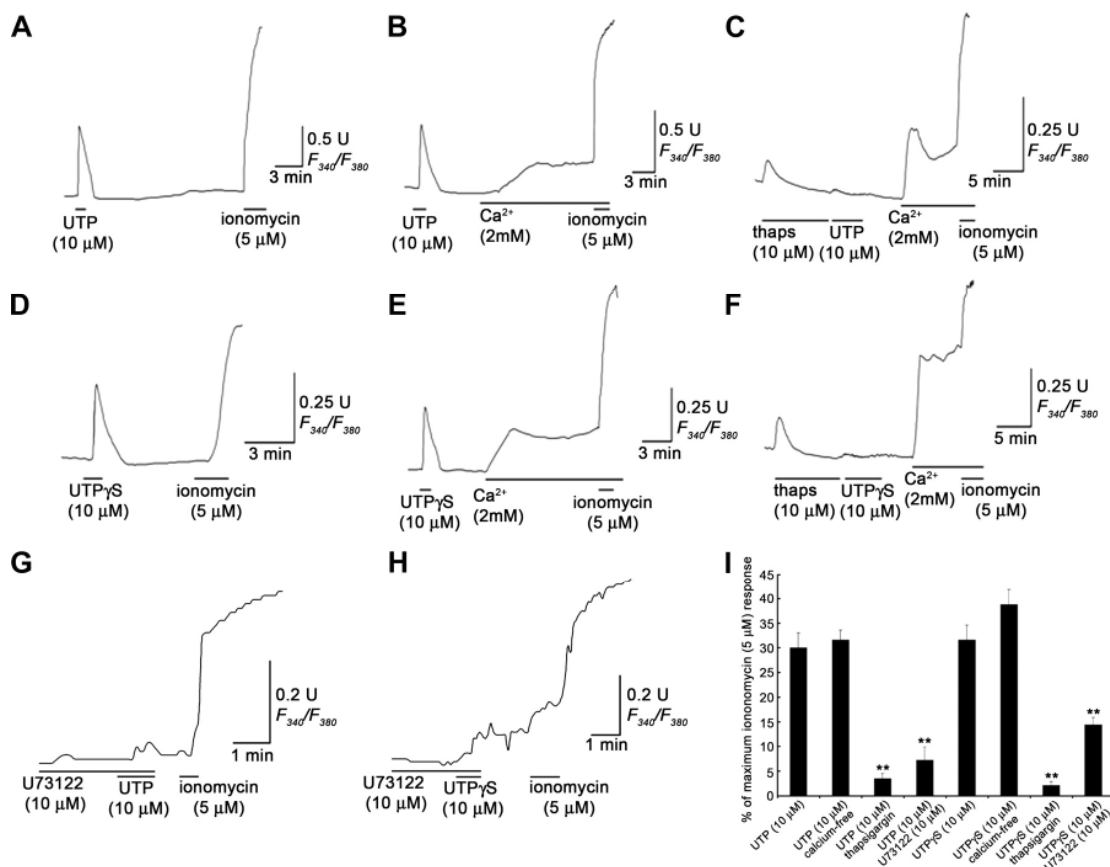 A
0.5 U
F340/F380
3 min
UTP
(10 µM)
ionomycin
(5 µM)
B
0.5 U
F340/F380
3 min
UTP
(10 µM)
Ca2+
(2mM)
ionomycin
(5 µM)
C
0.25 U
F340/F380
5 min
thaps
(10 µM)
UTP
(10 µM)
Ca2+
(2mM)
ionomycin
(5 µM)
D
0.25 U
F340/F380
3 min
UTPγS
(10 µM)
ionomycin
(5 µM)
E
0.25 U
F340/F380
3 min
UTPγS
(10 µM)
Ca2+
(2mM)
ionomycin
(5 µM)
F
0.25 U
F340/F380
5 min
thaps
(10 µM)
UTPγS
(10 µM)
Ca2+
(2mM)
ionomycin
(5 µM)
G
0.2 U
F340/F380
1 min
U73122
(10 µM)
UTP
(10 µM)
ionomycin
(5 µM)
H
0.2 U
F340/F380
1 min
U73122
(10 µM)
UTPγS
(10 µM)
ionomycin
(5 µM)
I
% of maximum iononomycin (5 µM) response
45
40
35
30
25
20
15
10
5
0
**
**
**
**
UTP (10 µM)
UTP (10 µM)
calcium-free
UTP (10 µM)
thapsigargin
UTP (10 µM)
U73122 (10 µM)
UTPγS (10 µM)
UTPγS (10 µM)
calcium-free
UTPγS (10 µM)
thapsigargin
UTPγS (10 µM)
U73122 (10 µM)